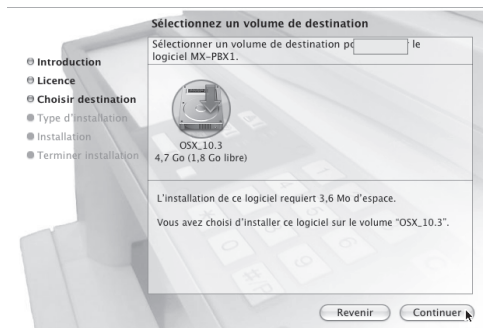 Sélectionnez un volume de destination
Sélectionner un volume de destination po le
logiciel MX-PBX1.
Introduction
Licence
Choisir destination
Type d'installation
Installation
Terminer installation
OSX_10.3
4,7 Go (1,8 Go libre)
L'installation de ce logiciel requiert 3,6 Mo d'espace.
Vous avez choisi d'installer ce logiciel sur le volume “OSX_10.3”.
Revenir
Continuer